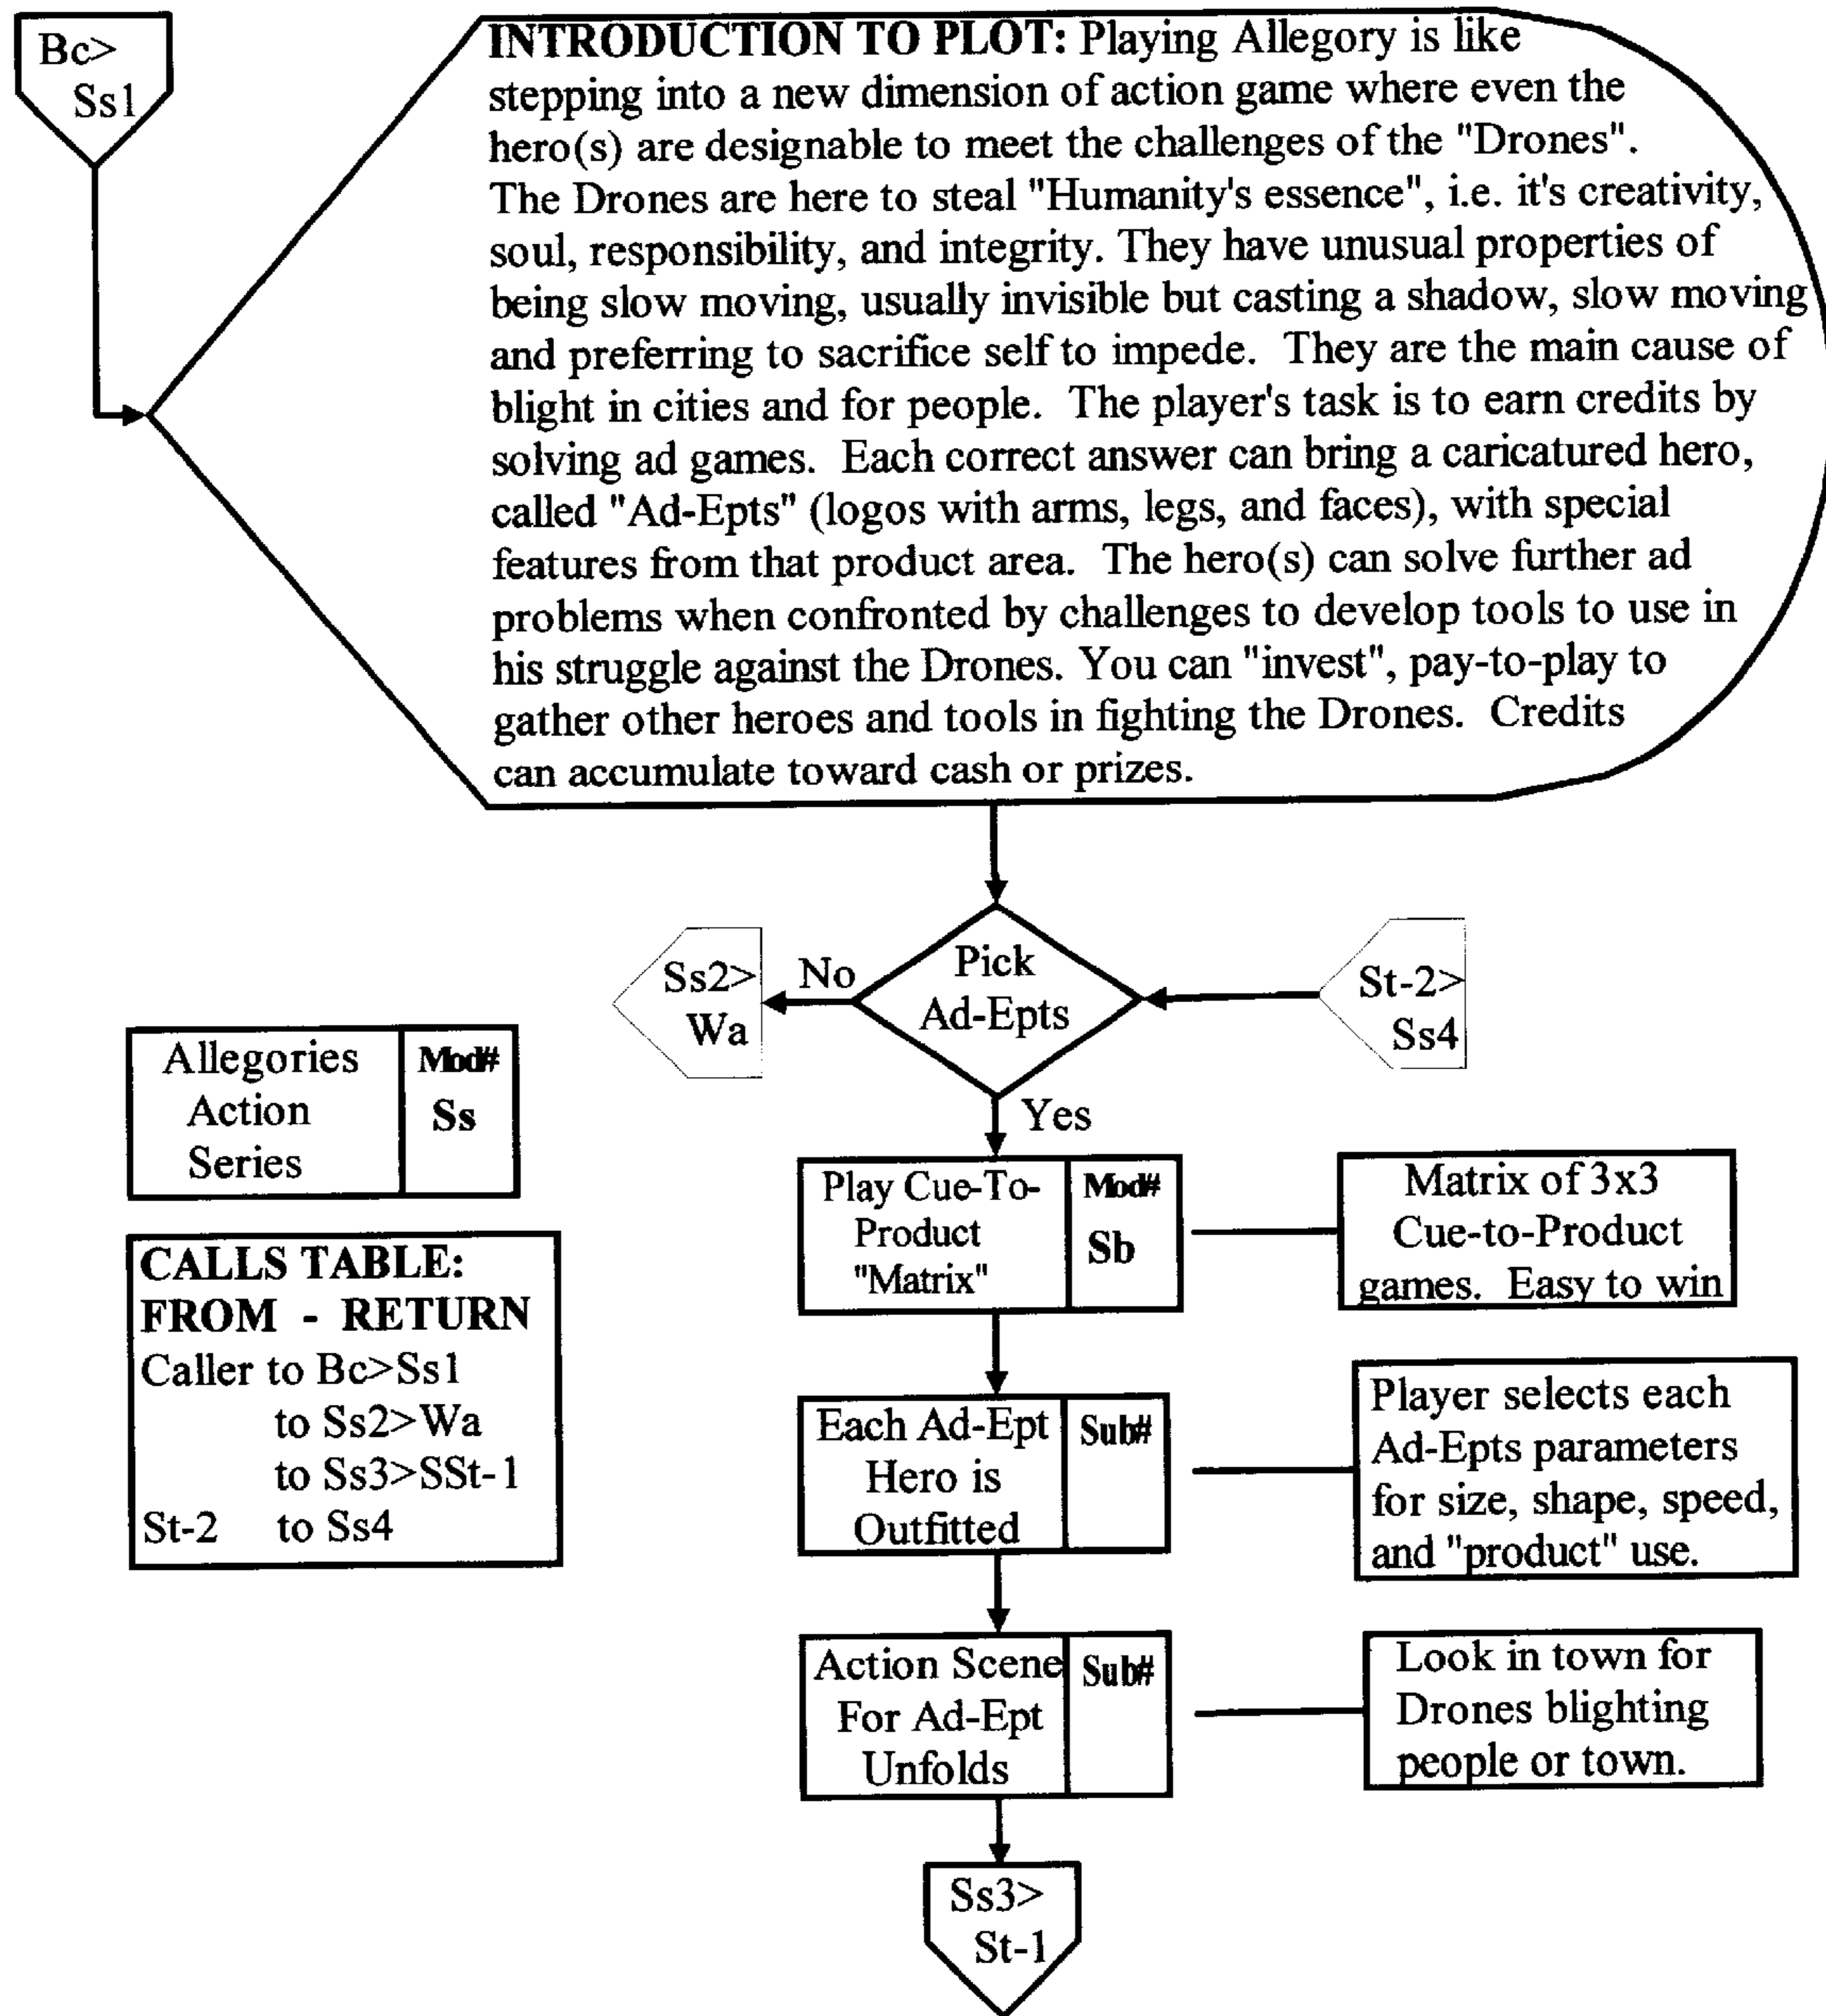 Bc>
Ss1
INTRODUCTION TO PLOT: Playing Allegory is like
stepping into a new dimension of action game where even the
hero(s) are designable to meet the challenges of the "Drones".
The Drones are here to steal "Humanity's essence", i.e. it's creativity,
soul, responsibility, and integrity. They have unusual properties of
being slow moving, usually invisible but casting a shadow, slow moving
and preferring to sacrifice self to impede. They are the main cause of
blight in cities and for people. The player's task is to earn credits by
solving ad games. Each correct answer can bring a caricatured hero,
called "Ad-Epts" (logos with arms, legs, and faces), with special
features from that product area. The hero(s) can solve further ad
problems when confronted by challenges to develop tools to use in
his struggle against the Drones. You can "invest", pay-to-play to
gather other heroes and tools in fighting the Drones. Credits
can accumulate toward cash or prizes.
Ss2>
Wa
No
Pick
Ad-Epts
St-2>
Ss4
Yes
Allegories
Action
Series
Mod#
Ss
Play Cue-To-
Product
"Matrix"
Mod#
Sb
Matrix of 3x3
Cue-to-Product
games. Easy to win
CALLS TABLE:
FROM - RETURN
Caller to Bc>Ss1
to Ss2>Wa
to Ss3>SSt-1
St-2 to Ss4
Each Ad-Ept
Hero is
Outfitted
Sub#
Player selects each
Ad-Epts parameters
for size, shape, speed,
and "product" use.
Action Scene
For Ad-Ept
Unfolds
Sub#
Look in town for
Drones blighting
people or town.
Ss3>
St-1